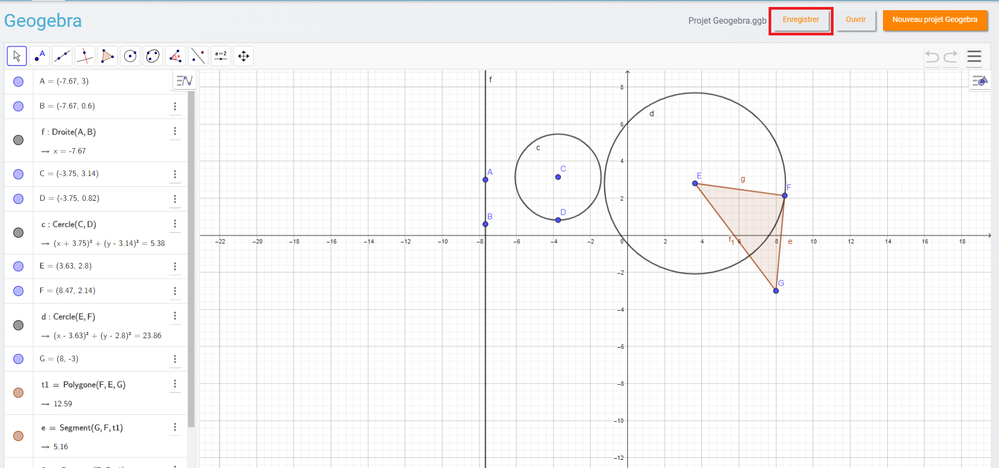 Geogebra
Projet Geogebra.ggb
Enregistrer
Ouvrir
Nouveau projet Geogebra
A
α
a=2
A = (-7.67, 3)
B = (-7.67, 0.6)
f : Droite(A, B)
→ x = -7.67
C = (-3.75, 3.14)
D = (-3.75, 0.82)
c : Cercle(C, D)
→ (x + 3.75)² + (y - 3.14)² = 5.38
E = (3.63, 2.8)
F = (8.47, 2.14)
d : Cercle(E, F)
→ (x - 3.63)² + (y - 2.8)² = 23.86
G = (8, -3)
t1 = Polygone(F, E, G)
→ 12.59
e = Segment(G, F, t1)
→ 5.16
f
8
d
6
c
4
A
C
E
g
F
2
B
D
–22 –20 –18 –16 –14 –12 –10 –8 –6 –4 –2 0 2 4 f₁ 6 8 e 10 12 14 16 18
–2
G
–4
–6
–8
–10
–12